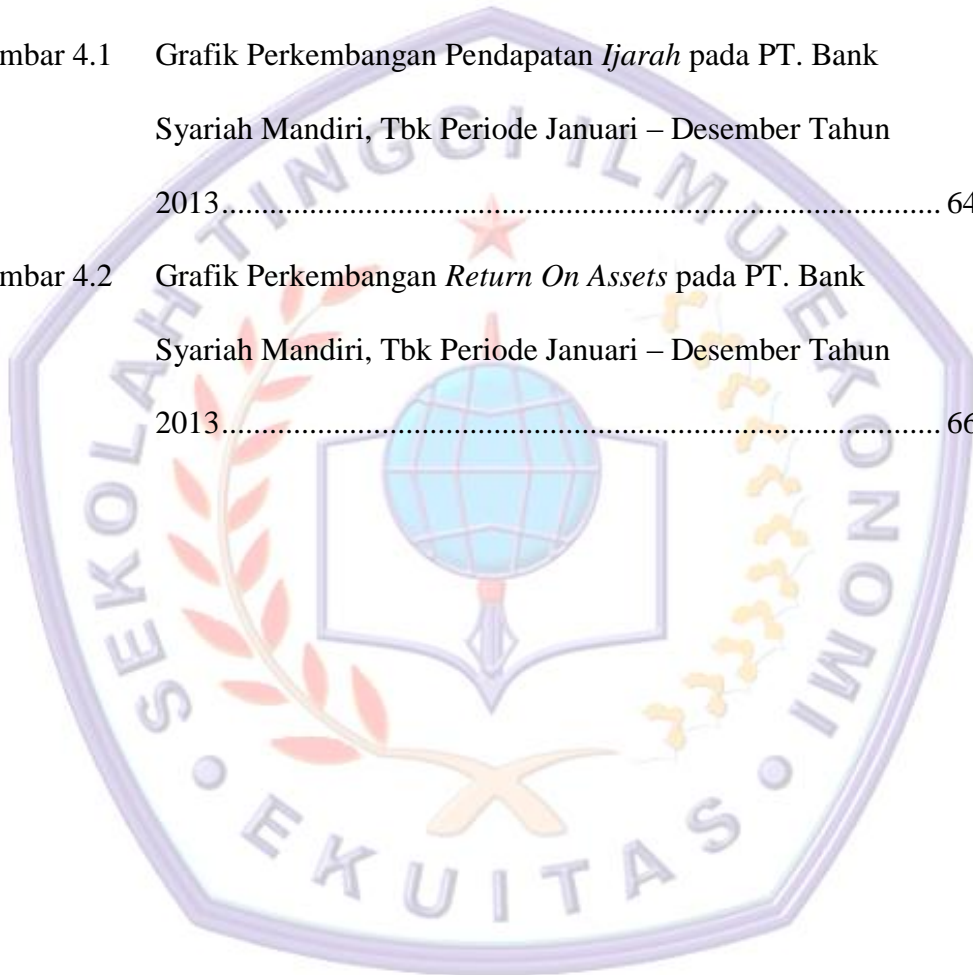 mbar 4.1 Grafik Perkembangan Pendapatan Ijarah pada PT. Bank
Syariah Mandiri, Tbk Periode Januari – Desember Tahun
2013............................................................................. 64
mbar 4.2 Grafik Perkembangan Return On Assets pada PT. Bank
Syariah Mandiri, Tbk Periode Januari – Desember Tahun
2013............................................................................. 66
SEKOLAH TINGGI ILMU EKONOMI
• EKUITAS •